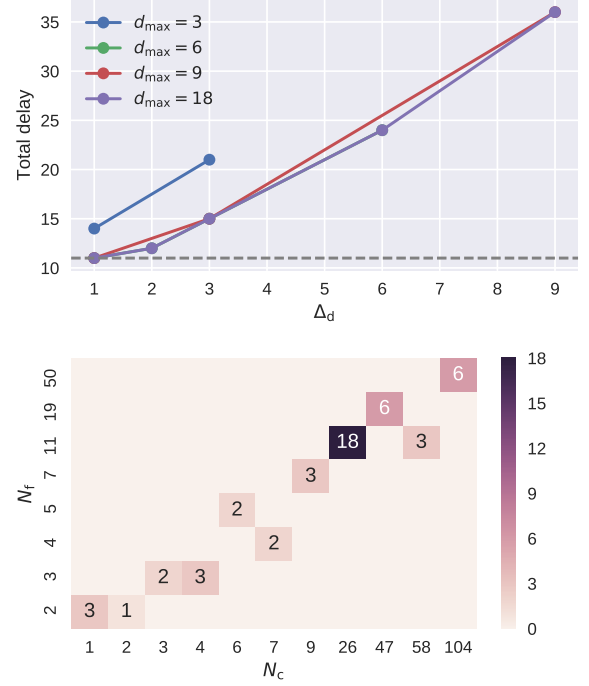 35
30
25
20
15
10
Total delay
d_max = 3
d_max = 6
d_max = 9
d_max = 18
1 2 3 4 5 6 7 8 9
Δ_d
50
19
11
7
5
4
3
2
N_f
6
6
18 3
3
2
2
2 3
3 1
1 2 3 4 6 7 9 26 47 58 104
N_c
18
15
12
9
6
3
0